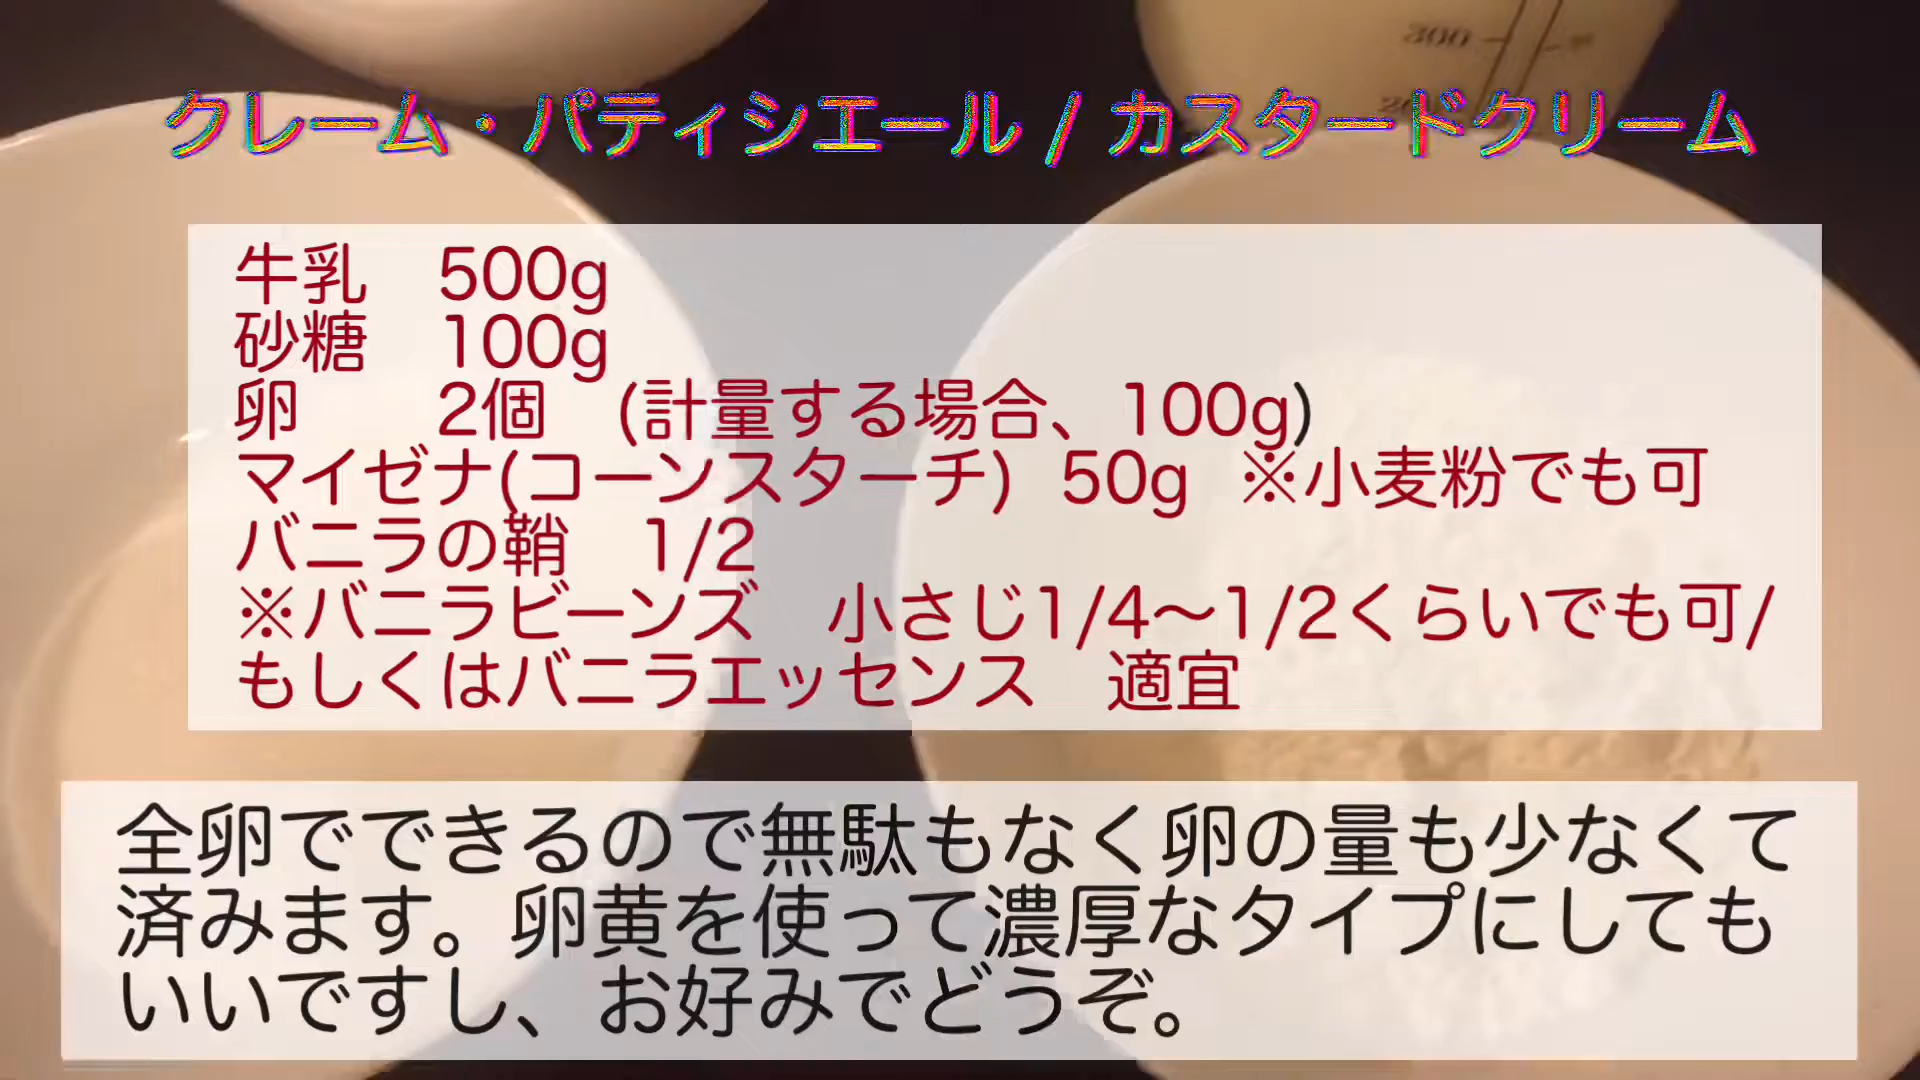 クレーム・パティシエール / カスタードクリーム
牛乳　500g
砂糖　100g
卵　　2個　(計量する場合、100g)
マイゼナ(コーンスターチ)  50g  ※小麦粉でも可
バニラの鞘　1/2
※バニラビーンズ　小さじ1/4〜1/2くらいでも可/
もしくはバニラエッセンス　適宜
全卵でできるので無駄もなく卵の量も少なくて
済みます。卵黄を使って濃厚なタイプにしても
いいですし、お好みでどうぞ。
300